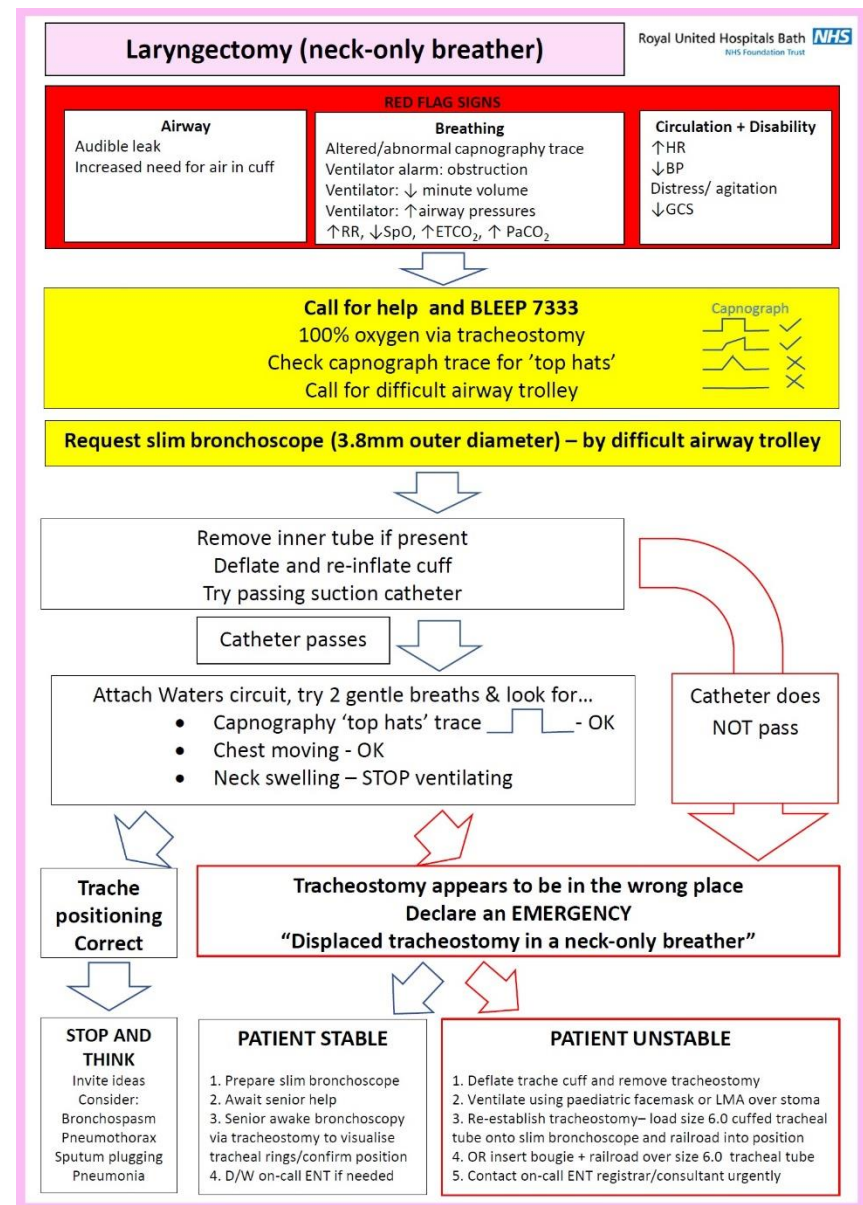 Laryngectomy (neck-only breather)
Royal United Hospitals Bath NHS
NHS Foundation Trust
RED FLAG SIGNS
Airway
Audible leak
Increased need for air in cuff
Breathing
Altered/abnormal capnography trace
Ventilator alarm: obstruction
Ventilator: ↓ minute volume
Ventilator: ↑airway pressures
↑RR, ↓SpO, ↑ETCO₂, ↑ PaCO₂
Circulation + Disability
↑HR
↓BP
Distress/ agitation
↓GCS
Call for help and BLEEP 7333
100% oxygen via tracheostomy
Check capnograph trace for ’top hats’
Call for difficult airway trolley
Capnograph
Request slim bronchoscope (3.8mm outer diameter) – by difficult airway trolley
Remove inner tube if present
Deflate and re-inflate cuff
Try passing suction catheter
Catheter passes
Catheter does
NOT pass
Attach Waters circuit, try 2 gentle breaths & look for…
• Capnography ‘top hats’ trace - OK
• Chest moving - OK
• Neck swelling – STOP ventilating
Trache
positioning
Correct
Tracheostomy appears to be in the wrong place
Declare an EMERGENCY
“Displaced tracheostomy in a neck-only breather”
STOP AND
THINK
Invite ideas
Consider:
Bronchospasm
Pneumothorax
Sputum plugging
Pneumonia
PATIENT STABLE
1. Prepare slim bronchoscope
2. Await senior help
3. Senior awake bronchoscopy
via tracheostomy to visualise
tracheal rings/confirm position
4. D/W on-call ENT if needed
PATIENT UNSTABLE
1. Deflate trache cuff and remove tracheostomy
2. Ventilate using paediatric facemask or LMA over stoma
3. Re-establish tracheostomy– load size 6.0 cuffed tracheal
tube onto slim bronchoscope and railroad into position
4. OR insert bougie + railroad over size 6.0 tracheal tube
5. Contact on-call ENT registrar/consultant urgently